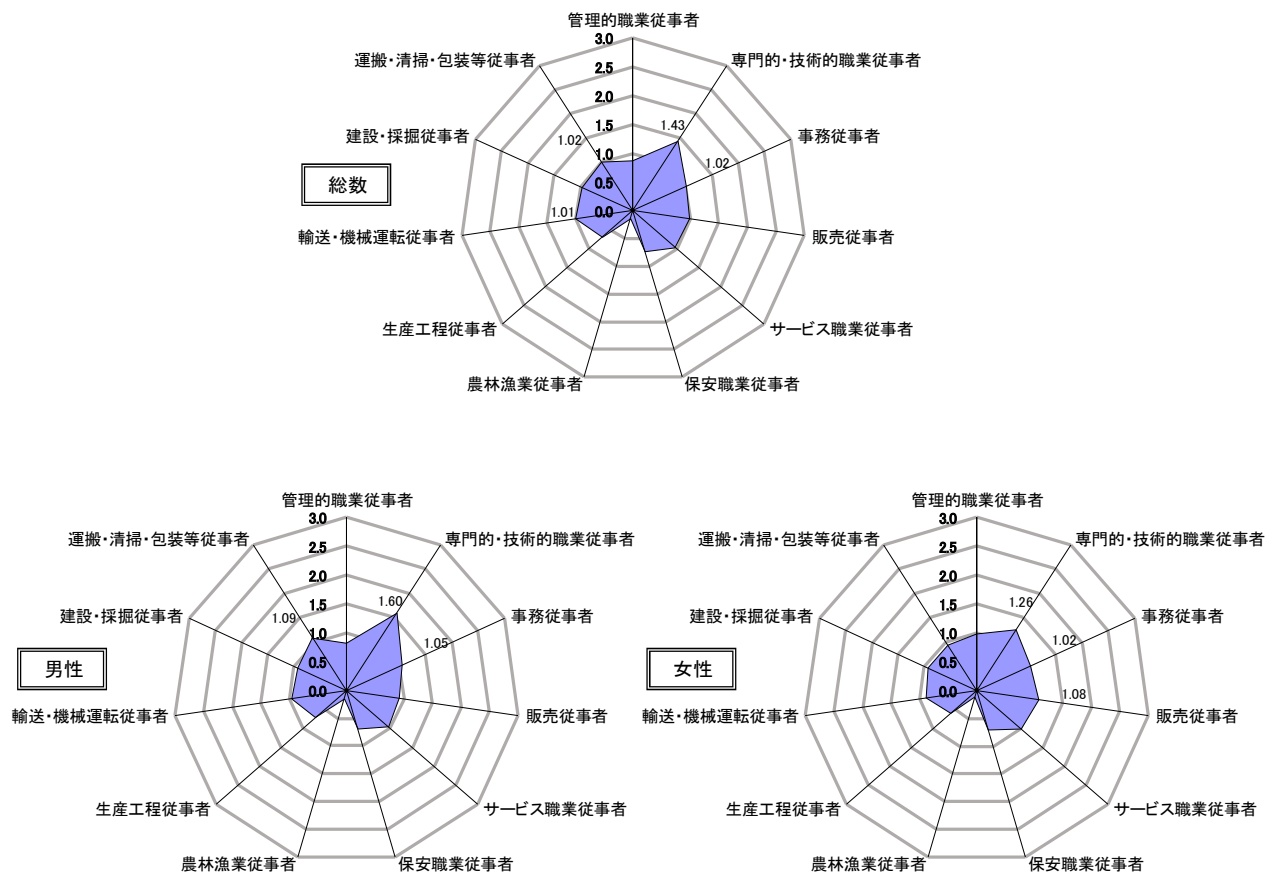 管理的職業従事者
3.0
運搬・清掃・包装等従事者
専門的・技術的職業従事者
2.5
2.0
建設・採掘従事者
1.5
1.43
事務従事者
1.02
1.0
1.02
総数
0.5
1.01
0.0
輸送・機械運転従事者
販売従事者
生産工程従事者
サービス職業従事者
農林漁業従事者
保安職業従事者
管理的職業従事者
3.0
運搬・清掃・包装等従事者
専門的・技術的職業従事者
2.5
2.0
建設・採掘従事者
1.60
事務従事者
1.09
1.5
1.05
1.0
男性
0.5
0.0
輸送・機械運転従事者
販売従事者
生産工程従事者
サービス職業従事者
農林漁業従事者
保安職業従事者
管理的職業従事者
3.0
運搬・清掃・包装等従事者
専門的・技術的職業従事者
2.5
2.0
建設・採掘従事者
1.26
事務従事者
1.5
1.02
1.0
女性
0.5
0.0
1.08
輸送・機械運転従事者
販売従事者
生産工程従事者
サービス職業従事者
農林漁業従事者
保安職業従事者